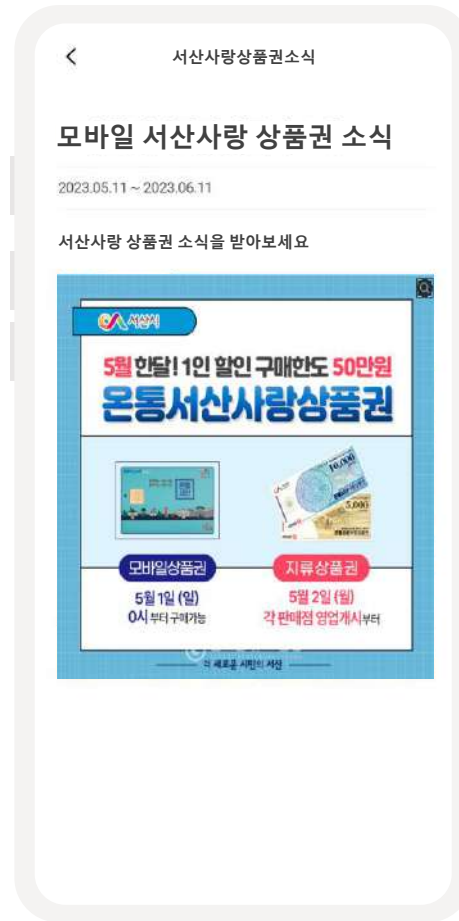 서산사랑상품권소식
모바일 서산사랑 상품권 소식
2023.05.11 ~ 2023.06.11
서산사랑 상품권 소식을 받아보세요
서산시
5월 한달! 1인 할인 구매한도 50만원
온통서산사랑상품권
10,000
5,000
모바일상품권
지류상품권
5월 1일 (일)
0시 부터 구매가능
5월 2일 (월)
각 판매점 영업개시부터
더 새로운 시민의 서산